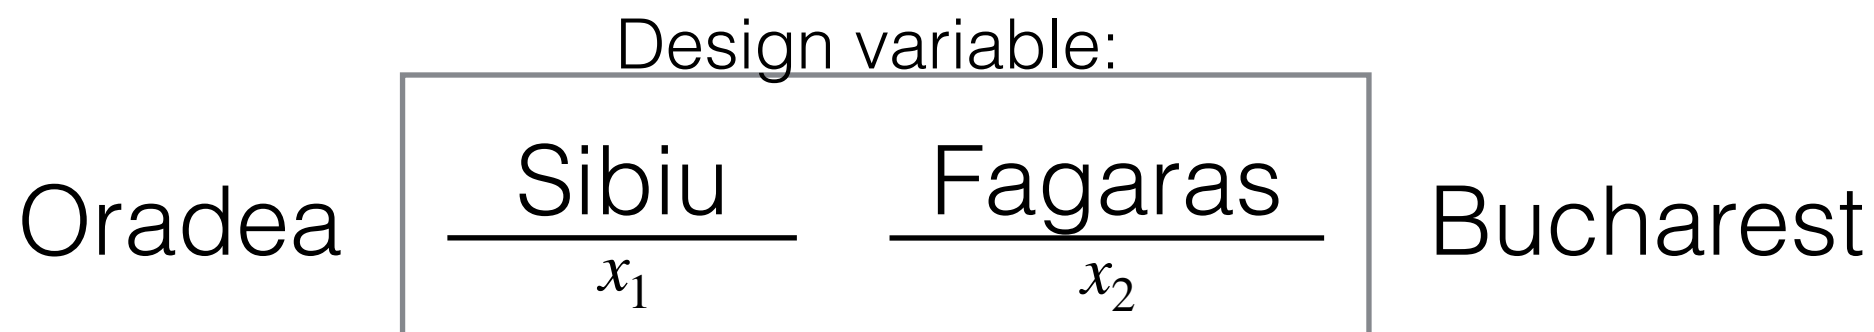 Design variable:
Oradea Sibiu Fagaras Bucharest
x₁ x₂